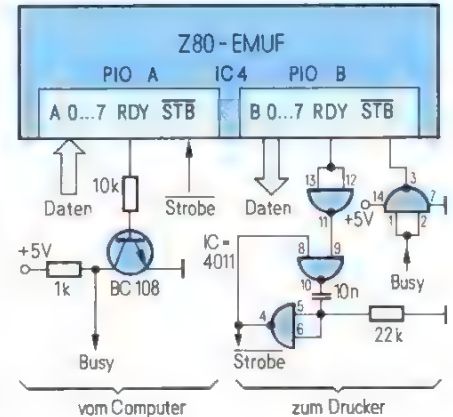 Z80-EMUF
PIO A IC 4 PIO B
A 0...7 RDY STB
B 0...7 RDY STB
10k
Daten
Strobe
+5V
1k
BC 108
Busy
Daten
13 12
11
IC =
4011
8 9
10
10n
4
5
6
22k
Strobe
3
14
7
+5V
1 2
Busy
vom Computer
zum Drucker